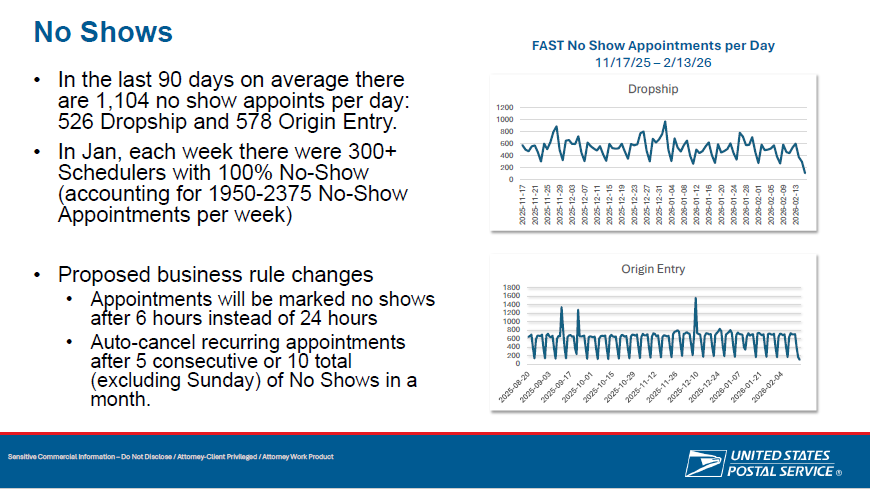 No Shows
• In the last 90 days on average there
are 1,104 no show appoints per day:
526 Dropship and 578 Origin Entry.
• In Jan, each week there were 300+
Schedulers with 100% No-Show
(accounting for 1950-2375 No-Show
Appointments per week)
• Proposed business rule changes
• Appointments will be marked no shows
after 6 hours instead of 24 hours
• Auto-cancel recurring appointments
after 5 consecutive or 10 total
(excluding Sunday) of No Shows in a
month.
FAST No Show Appointments per Day
11/17/25 – 2/13/26
Dropship
1200
1000
800
600
400
200
0
2025-11-17
2025-11-21
2025-11-25
2025-11-29
2025-12-03
2025-12-07
2025-12-11
2025-12-15
2025-12-19
2025-12-23
2025-12-27
2025-12-31
2026-01-04
2026-01-08
2026-01-12
2026-01-16
2026-01-20
2026-01-24
2026-01-28
2026-02-01
2026-02-05
2026-02-09
2026-02-13
Origin Entry
1800
1600
1400
1200
1000
800
600
400
200
0
2025-08-20
2025-09-03
2025-09-17
2025-10-01
2025-10-15
2025-10-29
2025-11-12
2025-11-26
2025-12-10
2025-12-24
2026-01-07
2026-01-21
2026-02-04
Sensitive Commercial Information – Do Not Disclose / Attorney-Client Privileged / Attorney Work Product
UNITED STATES
POSTAL SERVICE ®